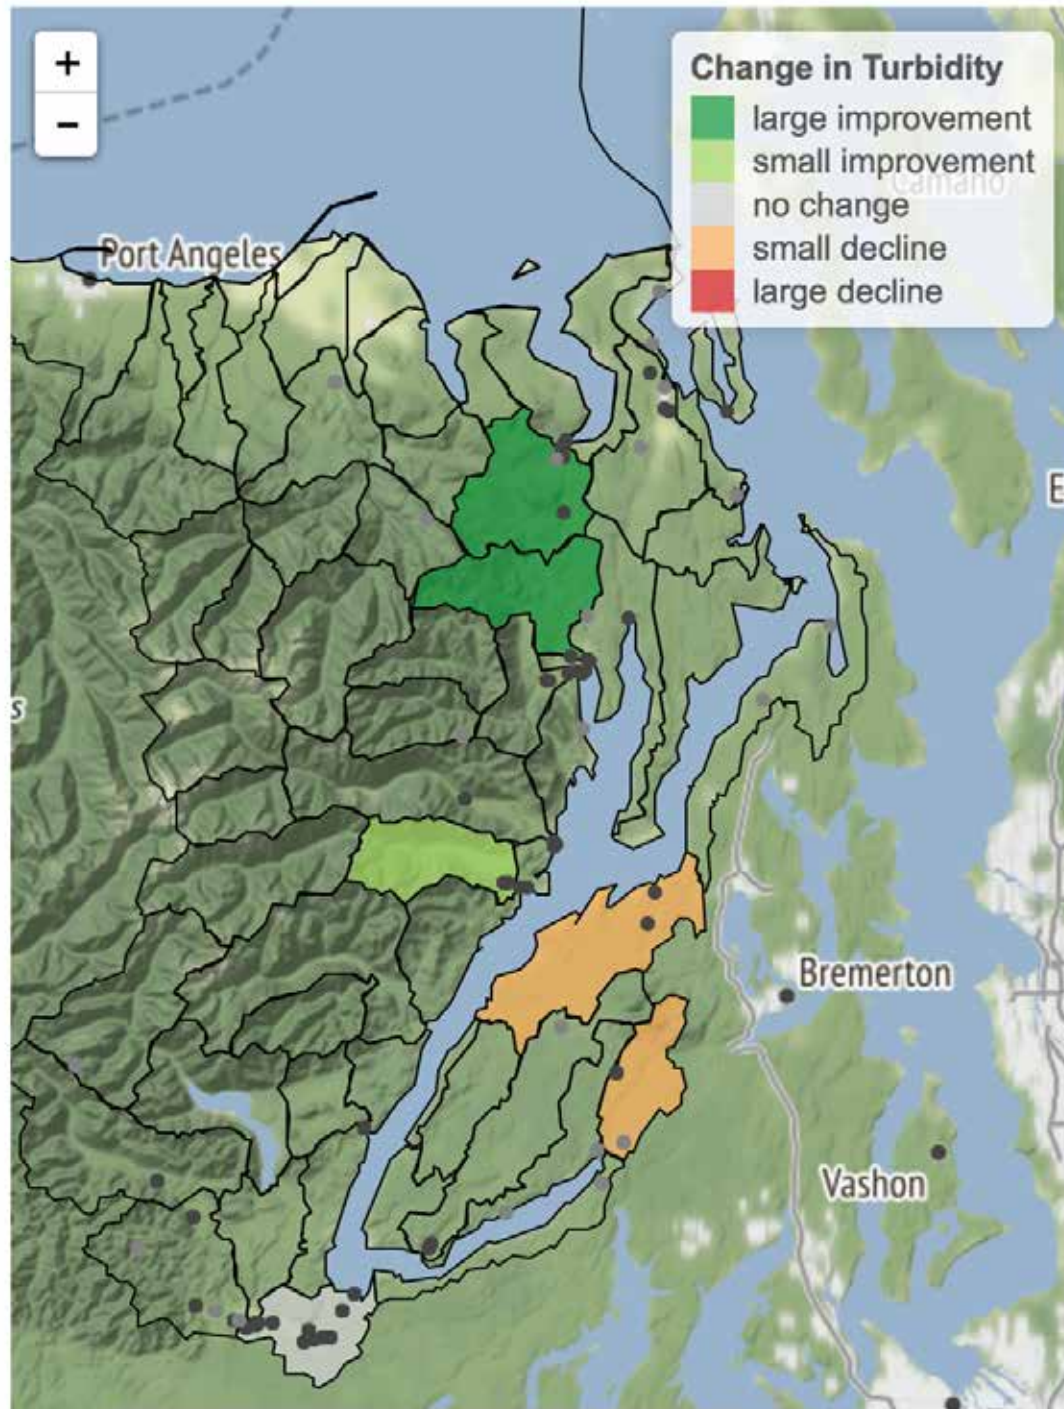 +
−
Change in Turbidity
large improvement
small improvement
Camano
no change
small decline
large decline
Port Angeles
E
s
Bremerton
Vashon